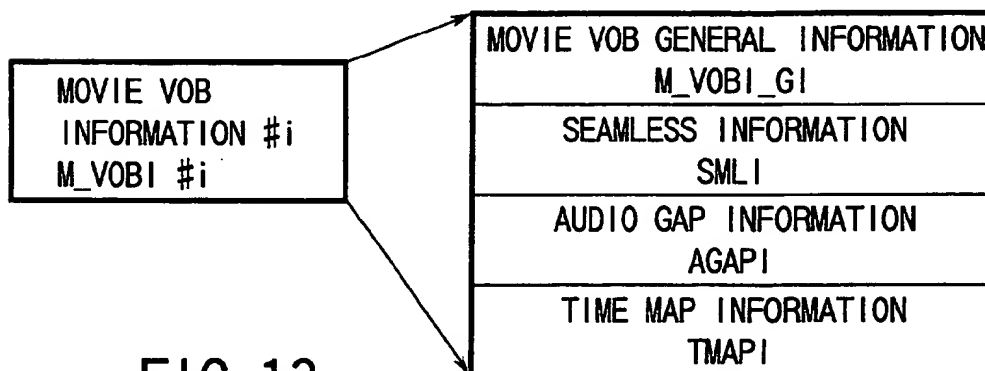 MOVIE VOB
INFORMATION #i
M_VOBI #i
MOVIE VOB GENERAL INFORMATION
M_VOBI_GI
SEAMLESS INFORMATION
SMLI
AUDIO GAP INFORMATION
AGAPI
TIME MAP INFORMATION
TMAPI